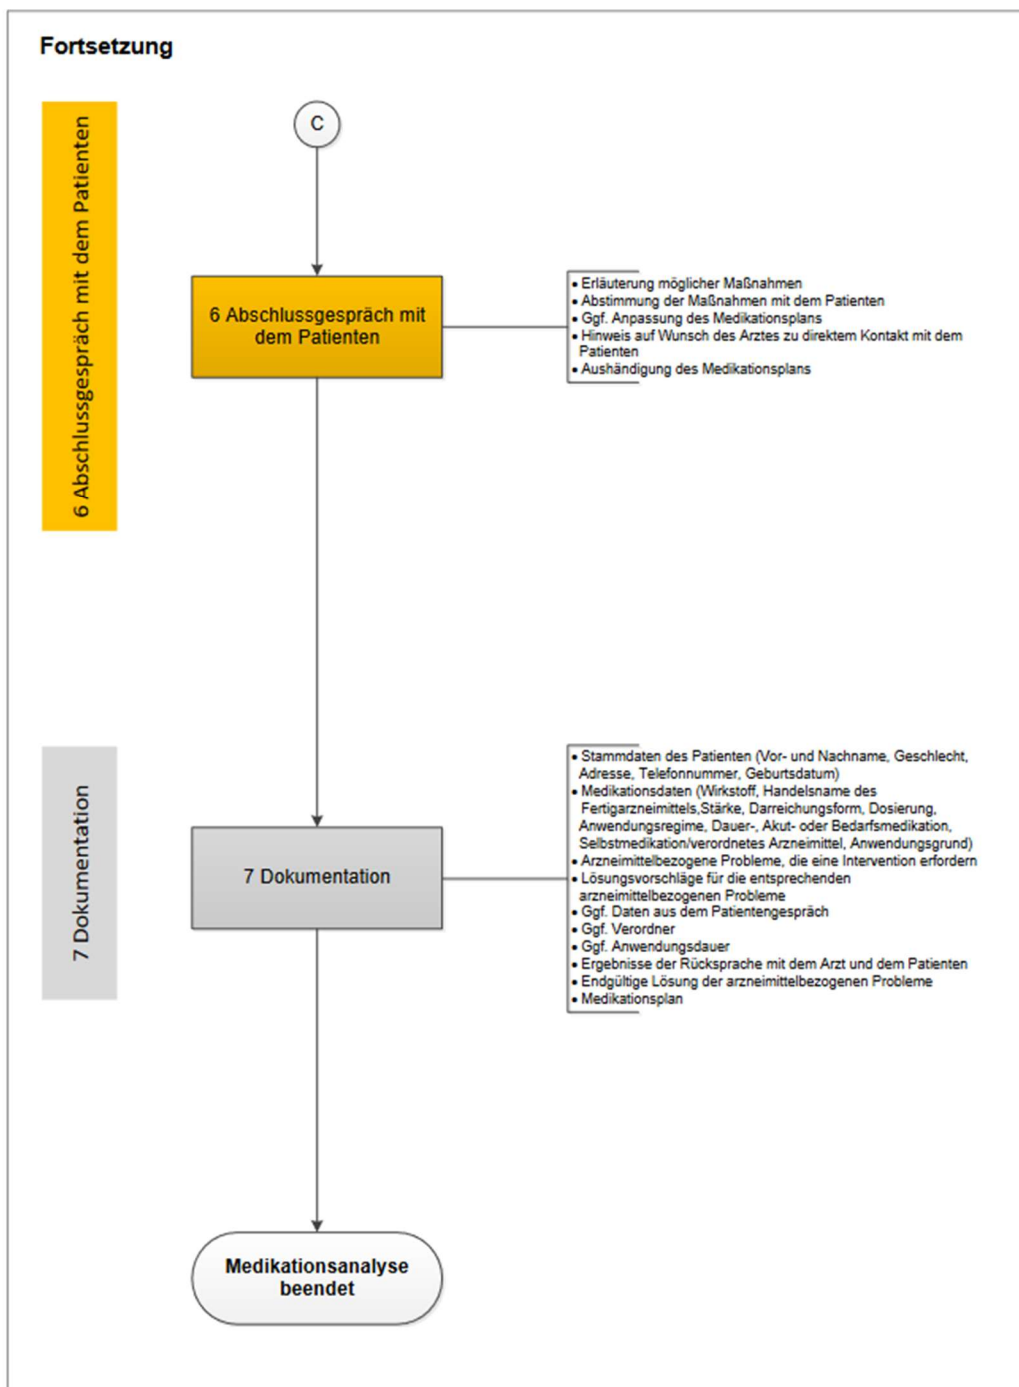 Fortsetzung
6 Abschlussgespräch mit dem Patienten
C
6 Abschlussgespräch mit
dem Patienten
• Erläuterung möglicher Maßnahmen
• Abstimmung der Maßnahmen mit dem Patienten
• Ggf. Anpassung des Medikationsplans
• Hinweis auf Wunsch des Arztes zu direktem Kontakt mit dem
Patienten
• Aushändigung des Medikationsplans
7 Dokumentation
7 Dokumentation
• Stammdaten des Patienten (Vor- und Nachname, Geschlecht,
Adresse, Telefonnummer, Geburtsdatum)
• Medikationsdaten (Wirkstoff, Handelsname des
Fertigarzneimittels,Stärke, Darreichungsform, Dosierung,
Anwendungsregime, Dauer-, Akut- oder Bedarfsmedikation,
Selbstmedikation/verordnetes Arzneimittel, Anwendungsgrund)
• Arzneimittelbezogene Probleme, die eine Intervention erfordern
• Lösungsvorschläge für die entsprechenden
arzneimittelbezogenen Probleme
• Ggf. Daten aus dem Patientengespräch
• Ggf. Verordner
• Ggf. Anwendungsdauer
• Ergebnisse der Rücksprache mit dem Arzt und dem Patienten
• Endgültige Lösung der arzneimittelbezogenen Probleme
• Medikationsplan
Medikationsanalyse
beendet